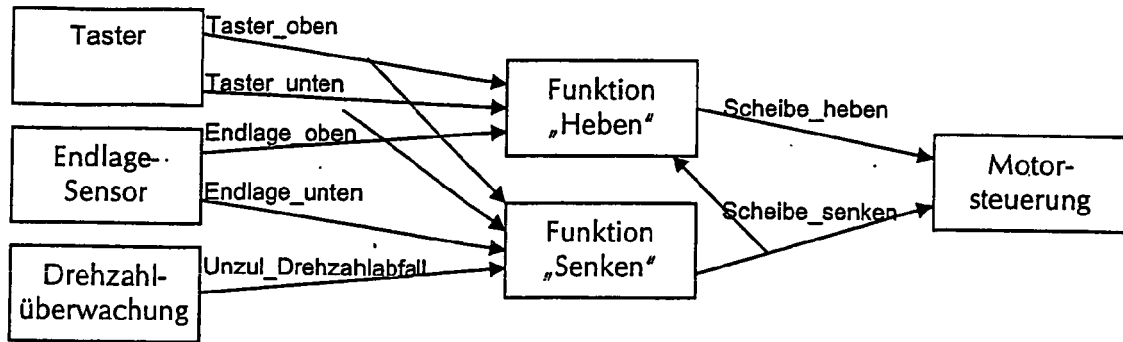 Taster
Taster_oben
Taster_unten
Endlage-
Sensor
Endlage_oben
Endlage_unten
Drehzahl-
überwachung
Unzul_Drehzahlabfall
Funktion
„Heben“
Funktion
„Senken“
Scheibe_heben
Scheibe_senken
Motor-
steuerung